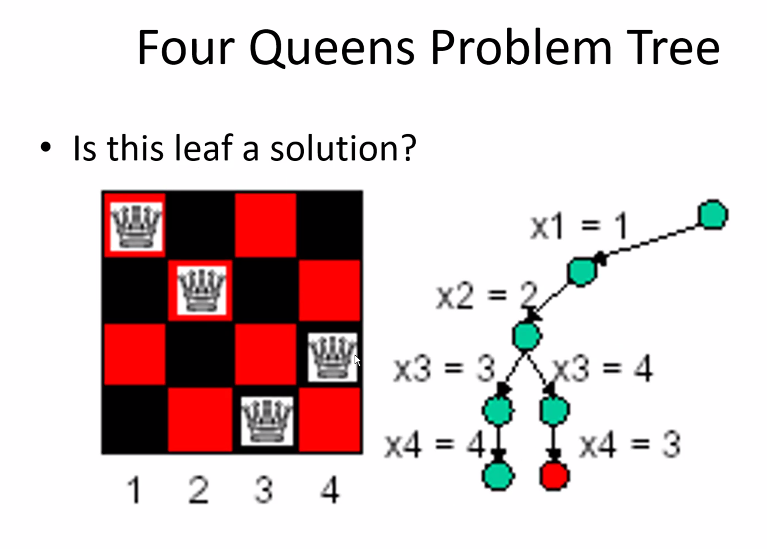 Four Queens Problem Tree
• Is this leaf a solution?
x1 = 1
x2 = 2
x3 = 3
x3 = 4
x4 = 4
x4 = 3
1 2 3 4